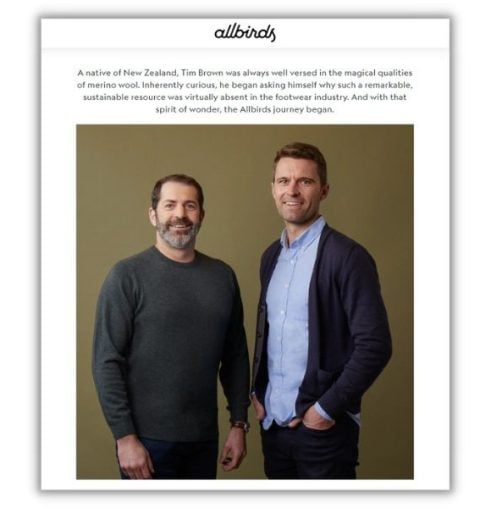 allbirds
A native of New Zealand, Tim Brown was always well versed in the magical qualities
of merino wool. Inherently curious, he began asking himself why such a remarkable,
sustainable resource was virtually absent in the footwear industry. And with that
spirit of wonder, the Allbirds journey began.